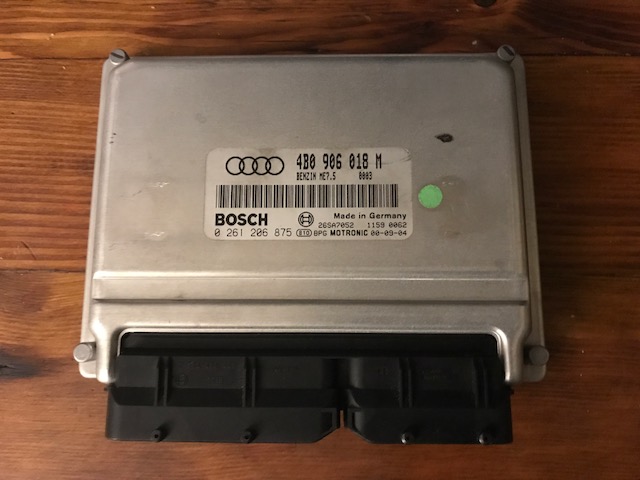 4B0 906 018 M
BENZIN ME7.5 0003
BOSCH Made in Germany
26SA7052 1159 0062
0 261 206 875 E10 BPG MOTRONIC 00-09-04